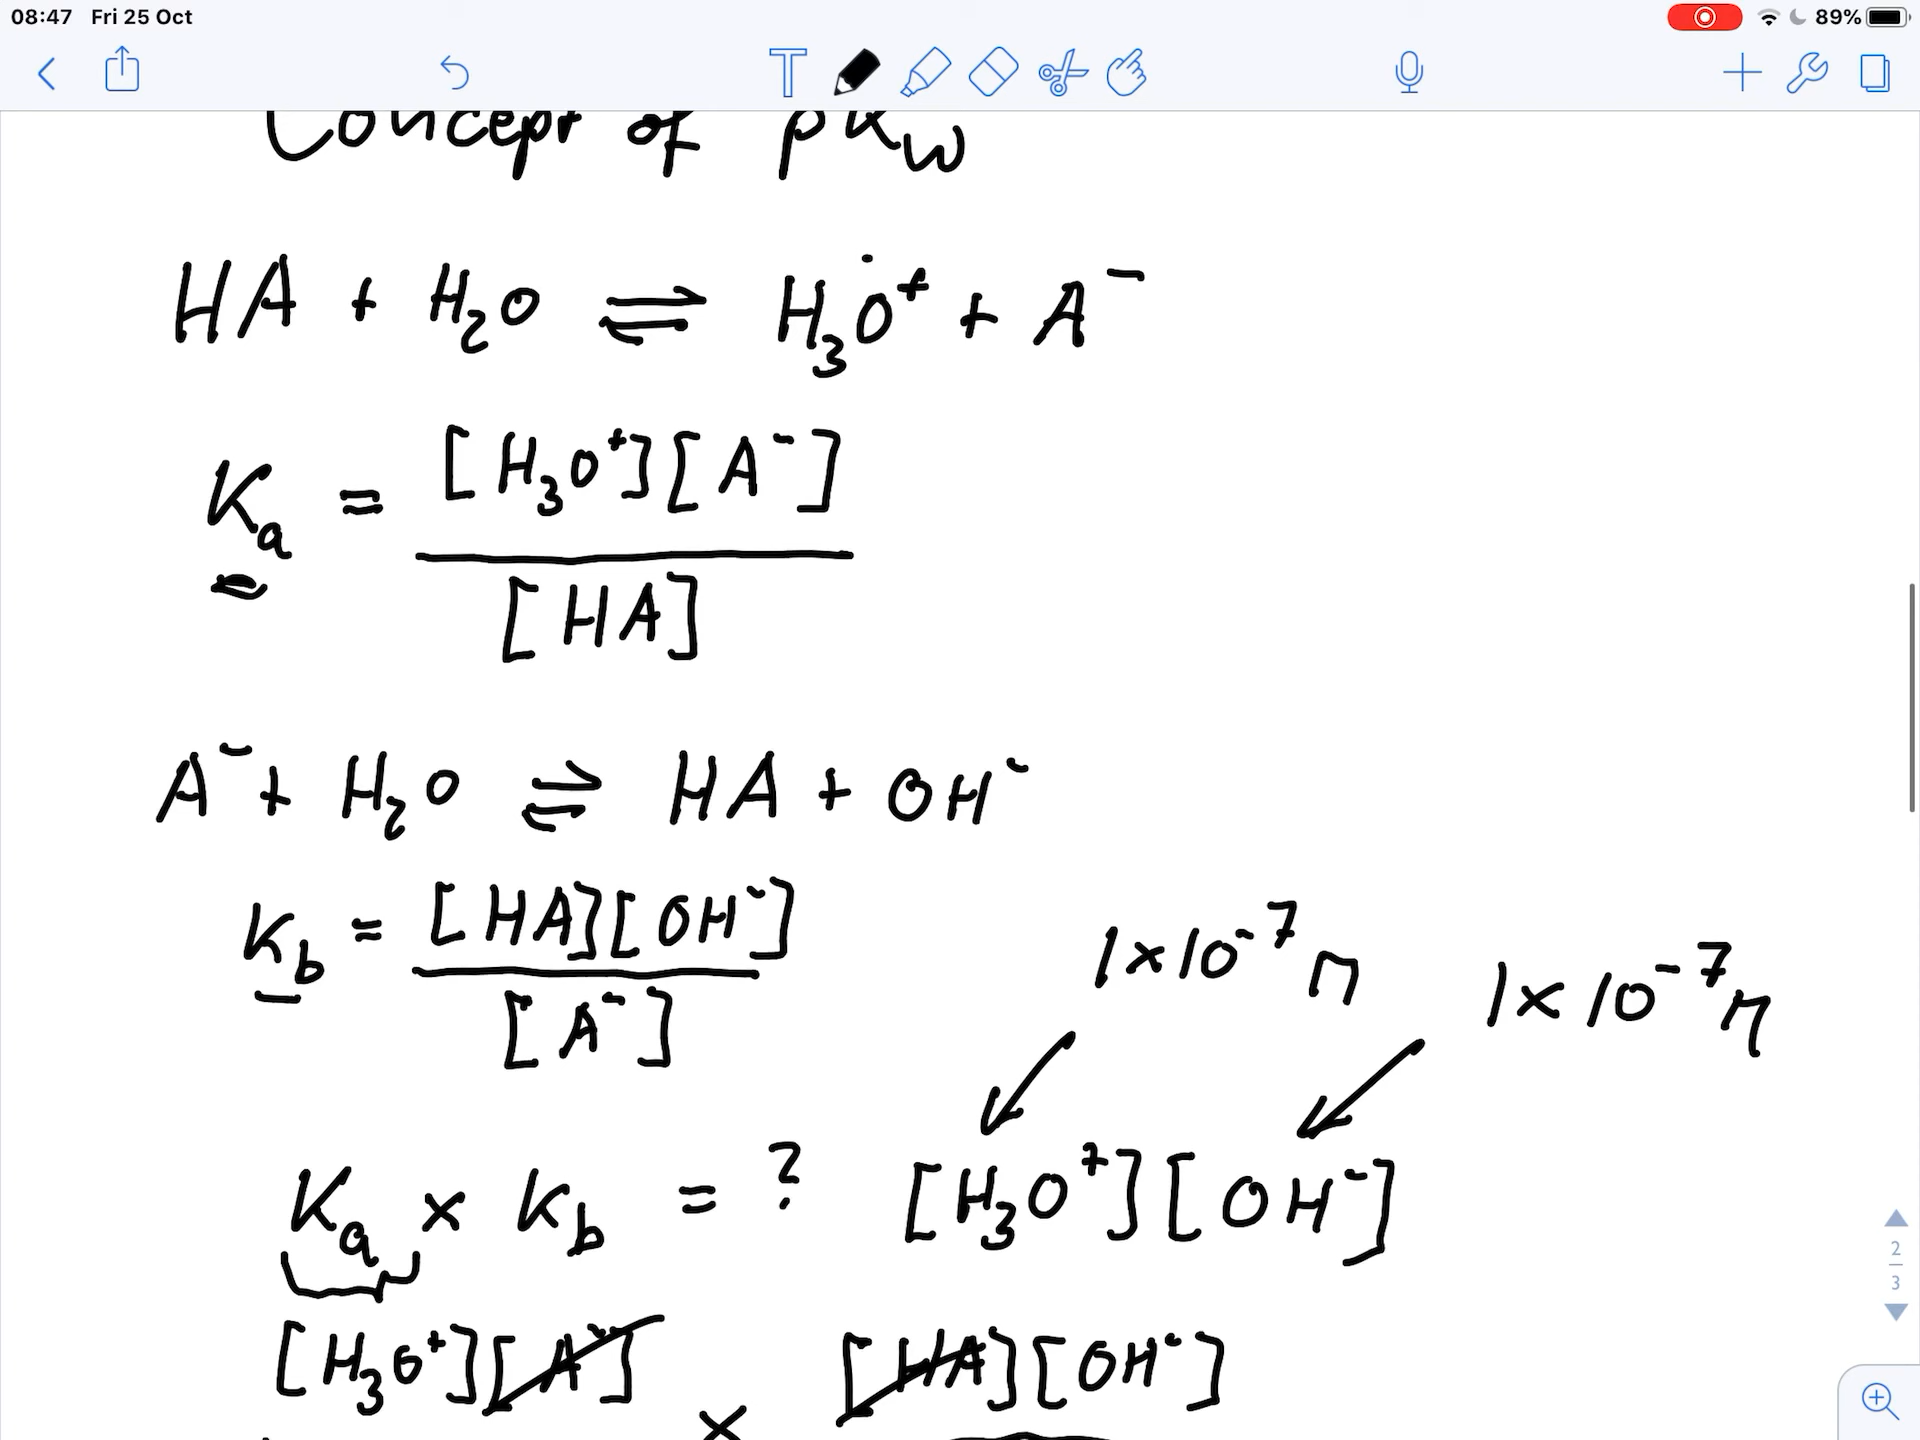 08:47 Fri 25 Oct 89%
Concept of pKw
HA + H₂O ⇌ H₃O⁺ + A⁻
Ka = [H₃O⁺][A⁻]
[HA]
A⁻ + H₂O ⇌ HA + OH⁻
Kb = [HA][OH⁻]
[A⁻]
1×10⁻⁷ M 1×10⁻⁷ M
Ka × Kb = ? [H₃O⁺][OH⁻]
[H₃O⁺][A⁻] × [HA][OH⁻]
2
3